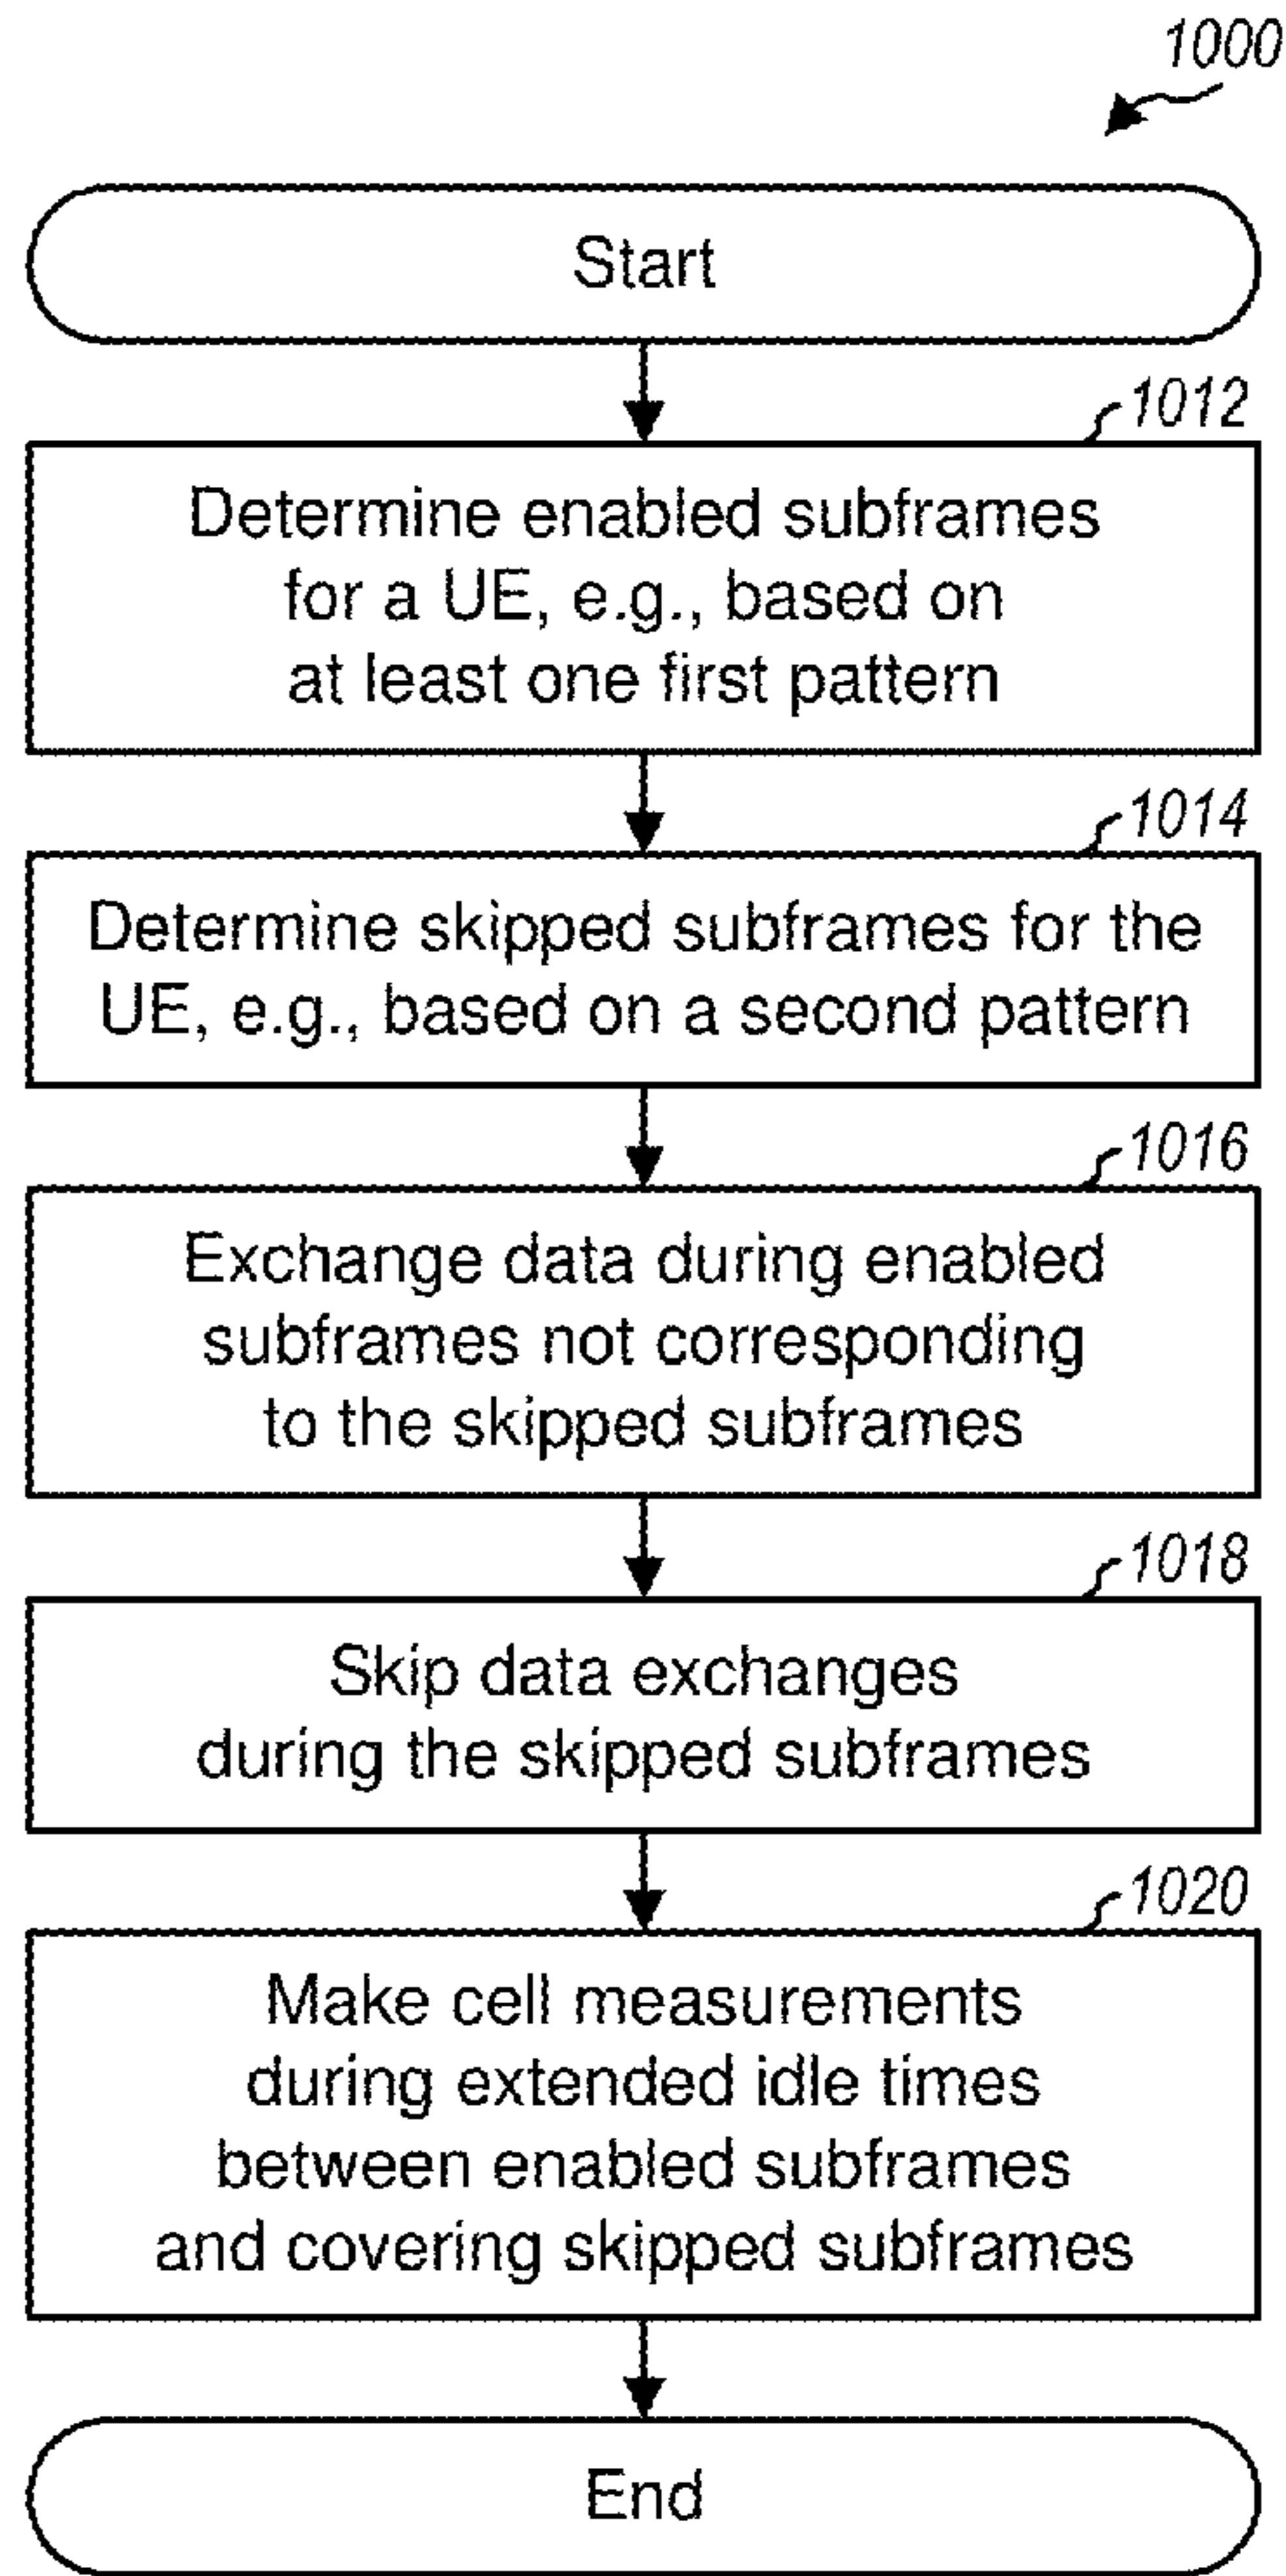 1000
Start
1012
Determine enabled subframes
for a UE, e.g., based on
at least one first pattern
1014
Determine skipped subframes for the
UE, e.g., based on a second pattern
1016
Exchange data during enabled
subframes not corresponding
to the skipped subframes
1018
Skip data exchanges
during the skipped subframes
1020
Make cell measurements
during extended idle times
between enabled subframes
and covering skipped subframes
End